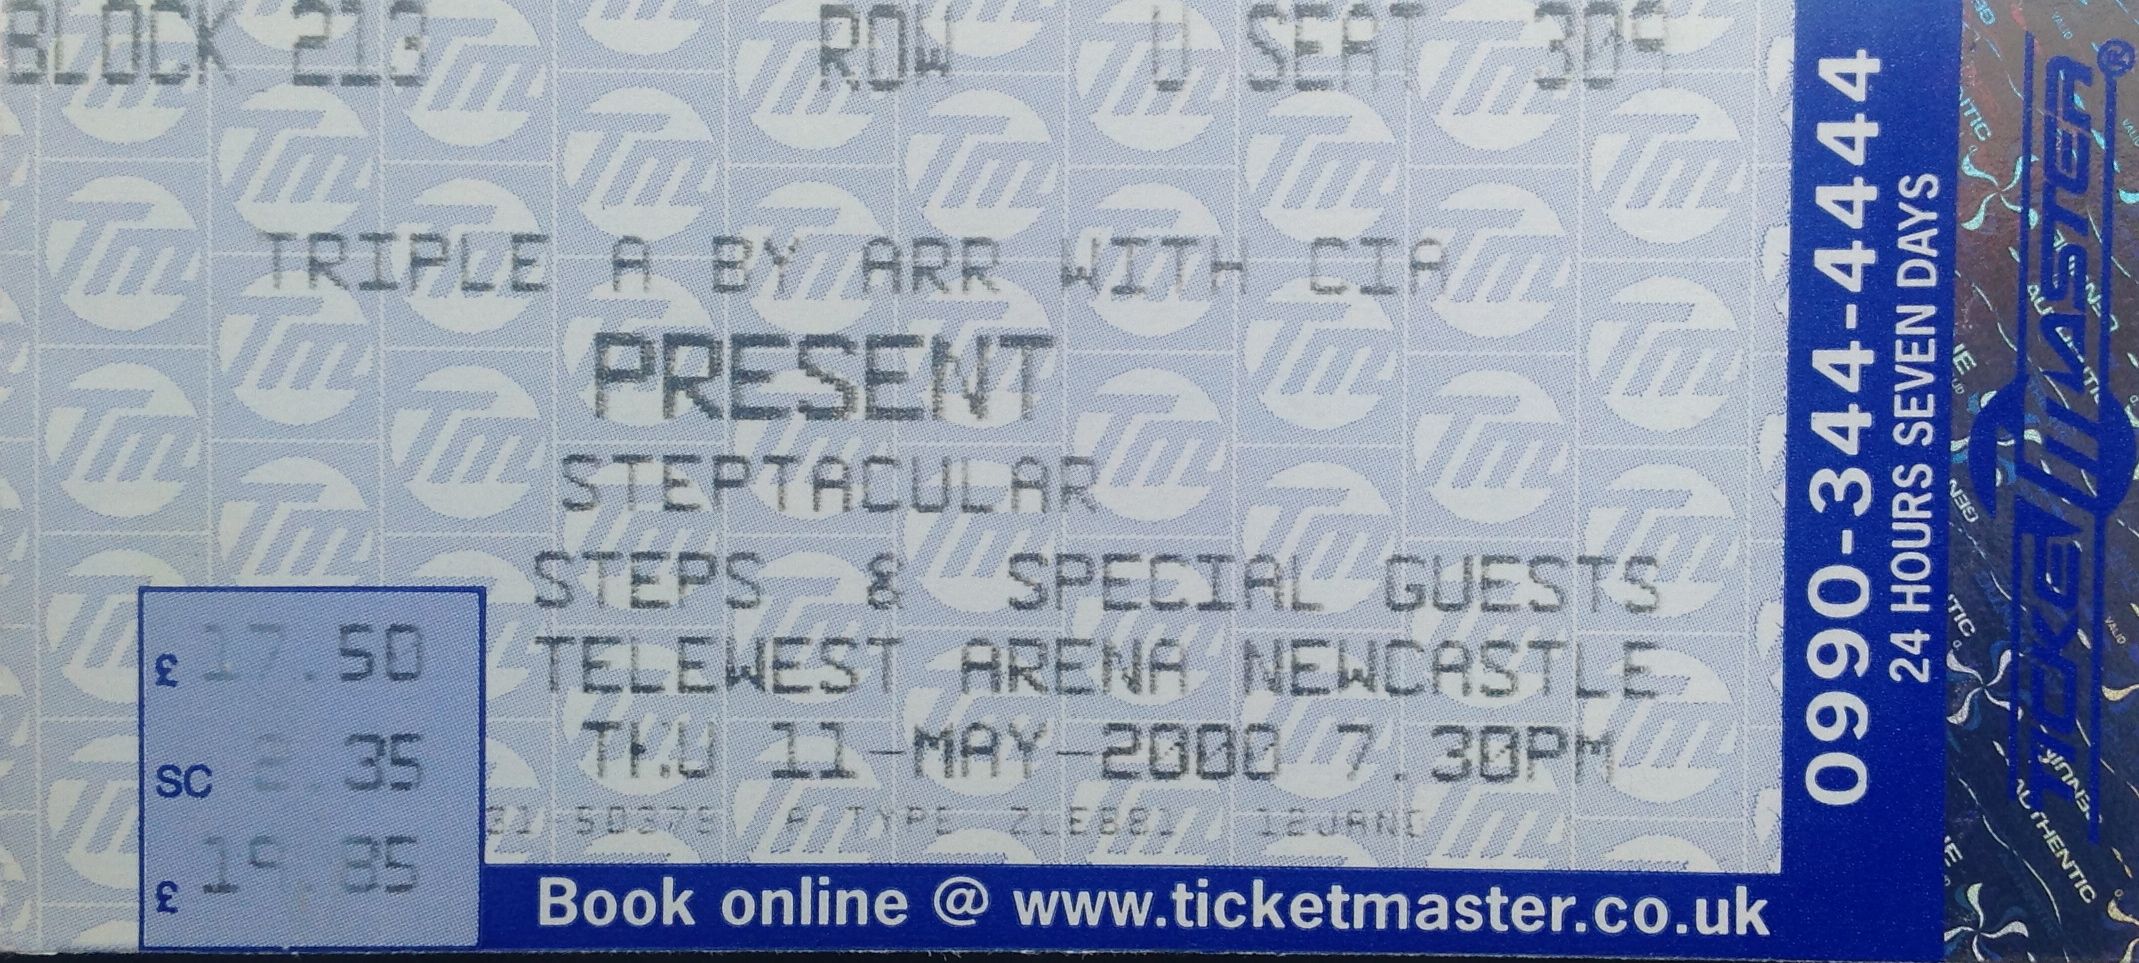 BLOCK 213 ROW U SEAT 309
TRIPLE A BY ARR WITH CIA
PRESENT
STEPTACULAR
STEPS & SPECIAL GUESTS
TELEWEST ARENA NEWCASTLE
THU 11-MAY-2000 7.30PM
A TYPE
£ 17.50
SC 2.35
£ 19.85
Book online @ www.ticketmaster.co.uk
0990-344-4444
24 HOURS SEVEN DAYS
TICKETMASTER®